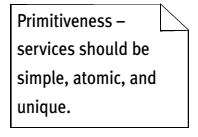 Primitiveness –
services should be
simple, atomic, and
unique.